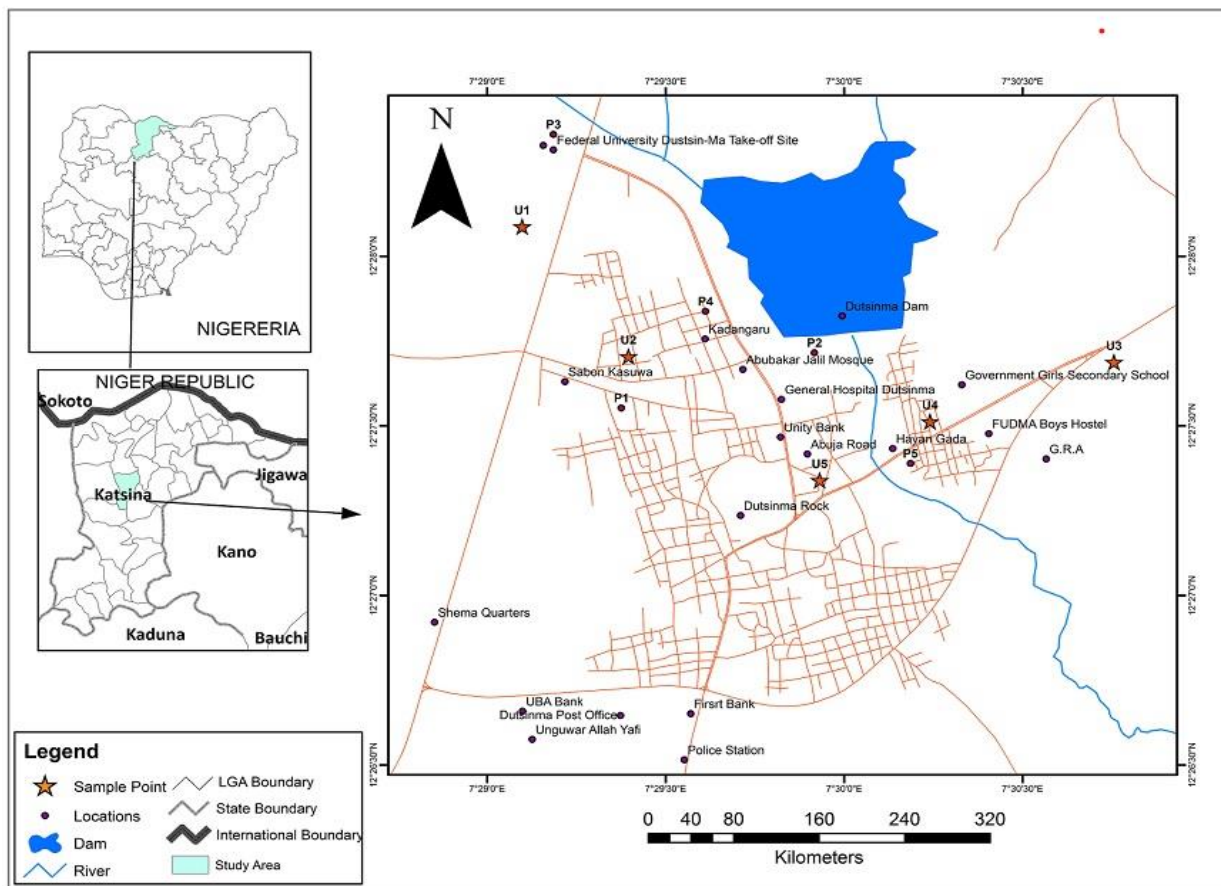 NIGERERIA
NIGER REPUBLIC
Sokoto
Jigawa
Katsina
Kano
Kaduna
Bauchi
Legend
Sample Point
Locations
Dam
River
LGA Boundary
State Boundary
International Boundary
Study Area
7°29'0"E
7°29'30"E
7°30'0"E
7°30'30"E
N
P3
Federal University Dustsin-Ma Take-off Site
U1
12°28'0"N
12°28'0"N
P4
Dutsinma Dam
Kadangaru
U2
P2
U3
Abubakar Jalil Mosque
Sabon Kasuwa
Government Girls Secondary School
General Hospital Dutsinma
P1
U4
12°27'30"N
12°27'30"N
Unity Bank
FUDMA Boys Hostel
Abuja Road
Hayan Gada
G.R.A
U5
P5
Dutsinma Rock
12°27'0"N
12°27'0"N
Shema Quarters
UBA Bank
Dutsinma Post Office
Firsrt Bank
Unguwar Allah Yafi
Police Station
12°26'30"N
12°26'30"N
7°29'0"E
7°29'30"E
7°30'0"E
7°30'30"E
0 20 40 80 160 240 320
Kilometers